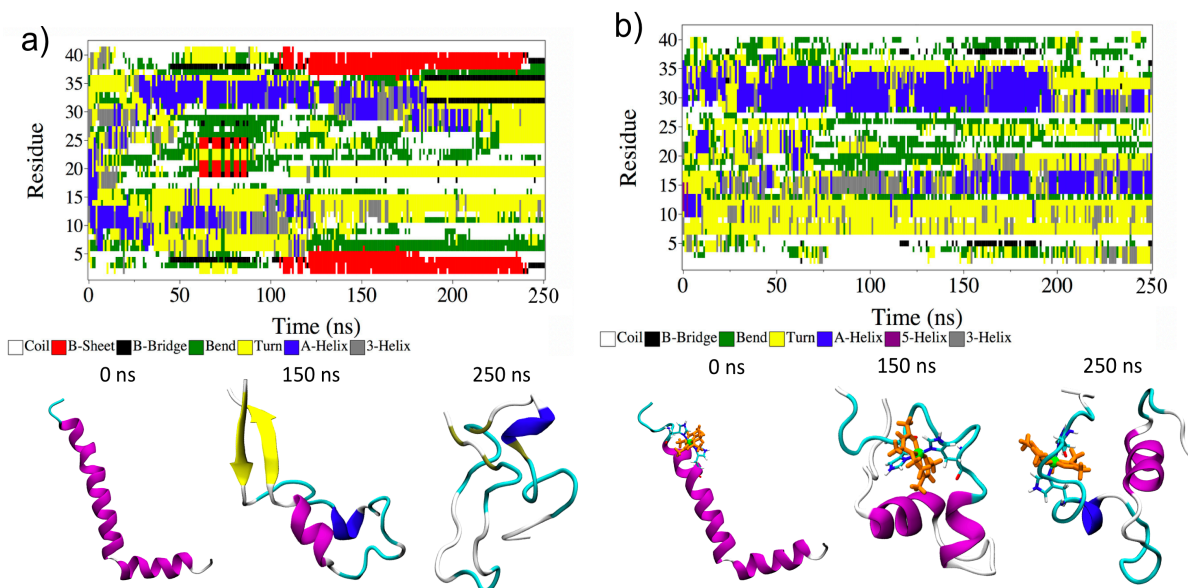 a)
40
35
30
25
20
15
10
5
Residue
0 50 100 150 200 250
Time (ns)
Coil B-Sheet B-Bridge Bend Turn A-Helix 3-Helix
0 ns 150 ns 250 ns
b)
40
35
30
25
20
15
10
5
Residue
0 50 100 150 200 250
Time (ns)
Coil B-Bridge Bend Turn A-Helix 5-Helix 3-Helix
0 ns 150 ns 250 ns